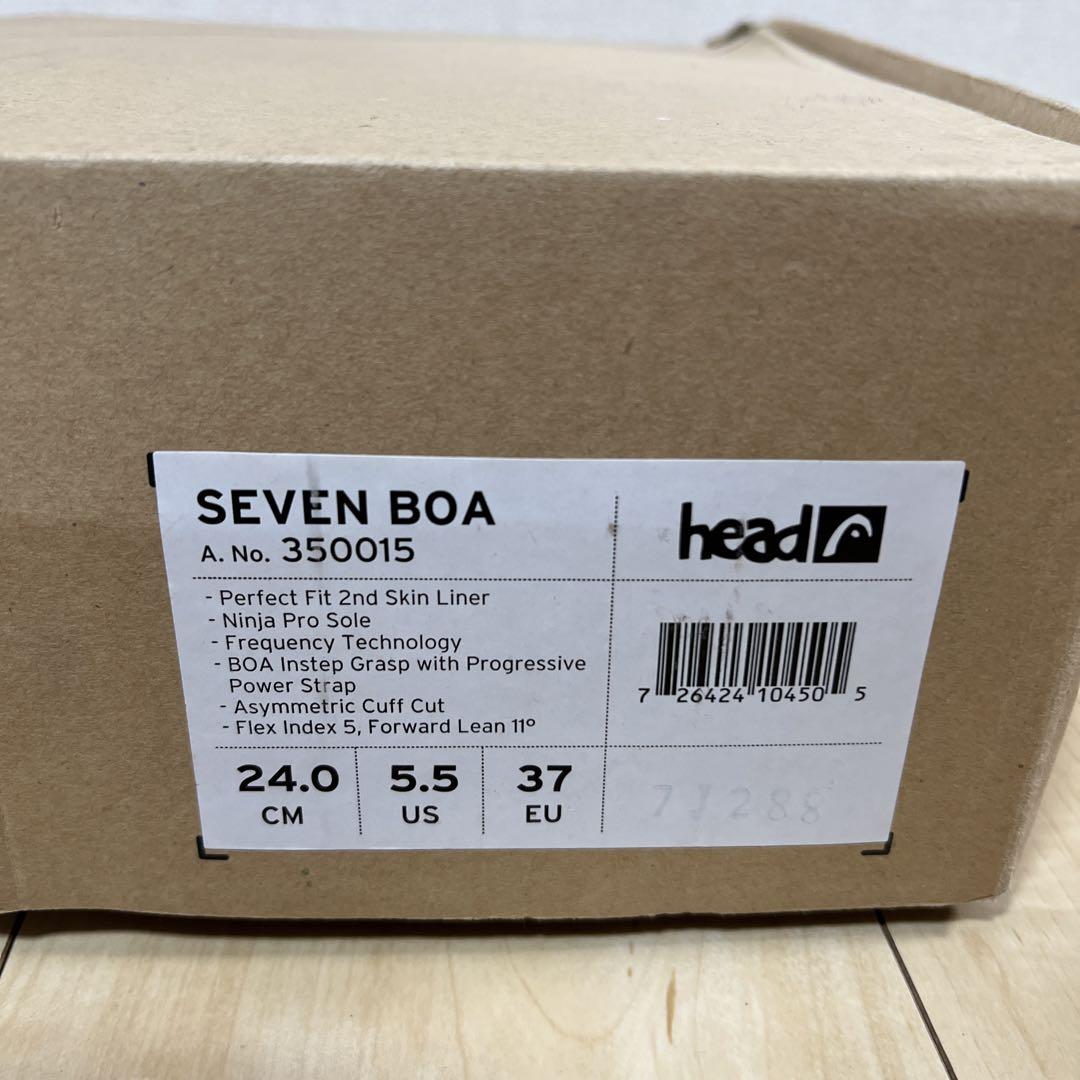 SEVEN BOA
A. No. 350015
head
- Perfect Fit 2nd Skin Liner
- Ninja Pro Sole
- Frequency Technology
- BOA Instep Grasp with Progressive
Power Strap
- Asymmetric Cuff Cut
- Flex Index 5, Forward Lean 11º
7 26424 10450 5
24.0 5.5 37
CM US EU
71288